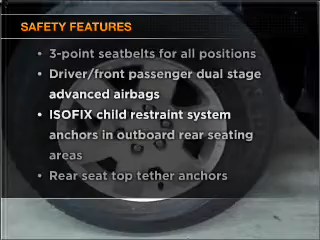 SAFETY FEATURES
• 3-point seatbelts for all positions
• Driver/front passenger dual stage
advanced airbags
• ISOFIX child restraint system
anchors in outboard rear seating
areas
• Rear seat top tether anchors